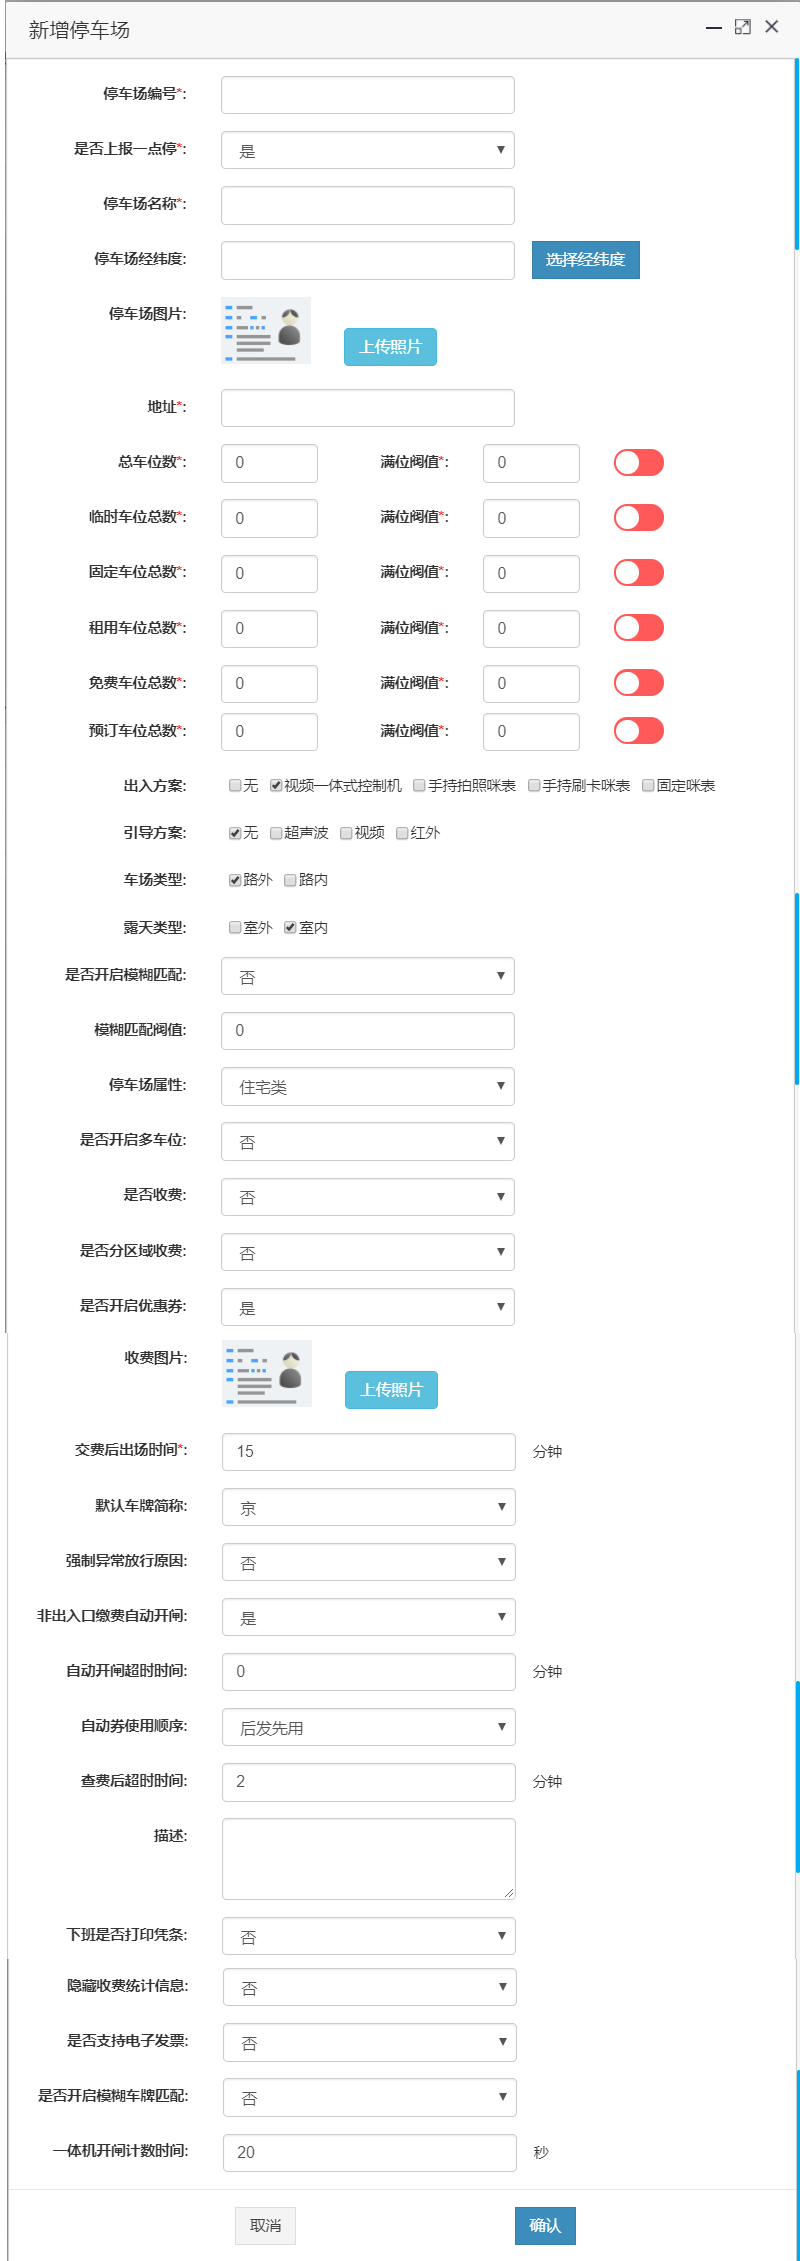 新增停车场
停车场编号*:
是否上报一点停*: 是
停车场名称*:
停车场经纬度: 选择经纬度
停车场图片: 上传照片
地址*:
总车位数*: 0 满位阀值*: 0
临时车位总数*: 0 满位阀值*: 0
固定车位总数*: 0 满位阀值*: 0
租用车位总数*: 0 满位阀值*: 0
免费车位总数*: 0 满位阀值*: 0
预订车位总数*: 0 满位阀值*: 0
出入方案: 无 视频一体式控制机 手持拍照咪表 手持刷卡咪表 固定咪表
引导方案: 无 超声波 视频 红外
车场类型: 路外 路内
露天类型: 室外 室内
是否开启模糊匹配: 否
模糊匹配阀值: 0
停车场属性: 住宅类
是否开启多车位: 否
是否收费: 否
是否分区域收费: 否
是否开启优惠券: 是
收费图片: 上传照片
交费后出场时间*: 15 分钟
默认车牌简称: 京
强制异常放行原因: 否
非出入口缴费自动开闸: 是
自动开闸超时时间: 0 分钟
自动券使用顺序: 后发先用
查费后超时时间: 2 分钟
描述:
下班是否打印凭条: 否
隐藏收费统计信息: 否
是否支持电子发票: 否
是否开启模糊车牌匹配: 否
一体机开闸计数时间: 20 秒
取消 确认